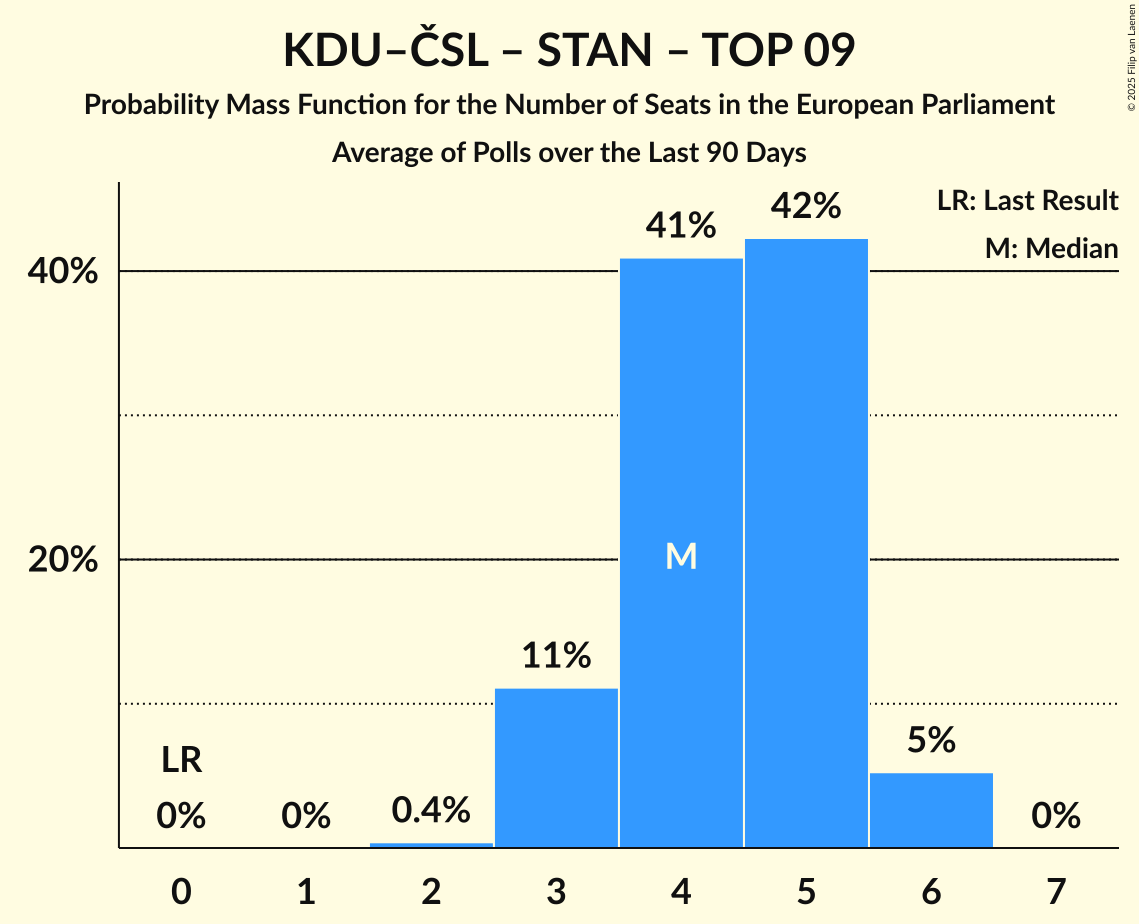 KDU–ČSL – STAN – TOP 09
Probability Mass Function for the Number of Seats in the European Parliament
Average of Polls over the Last 90 Days
© 2025 Filip van Laenen
LR: Last Result
M: Median
40%
20%
LR
0%
0%
0.4%
11%
41%
42%
5%
0%
M
0 1 2 3 4 5 6 7